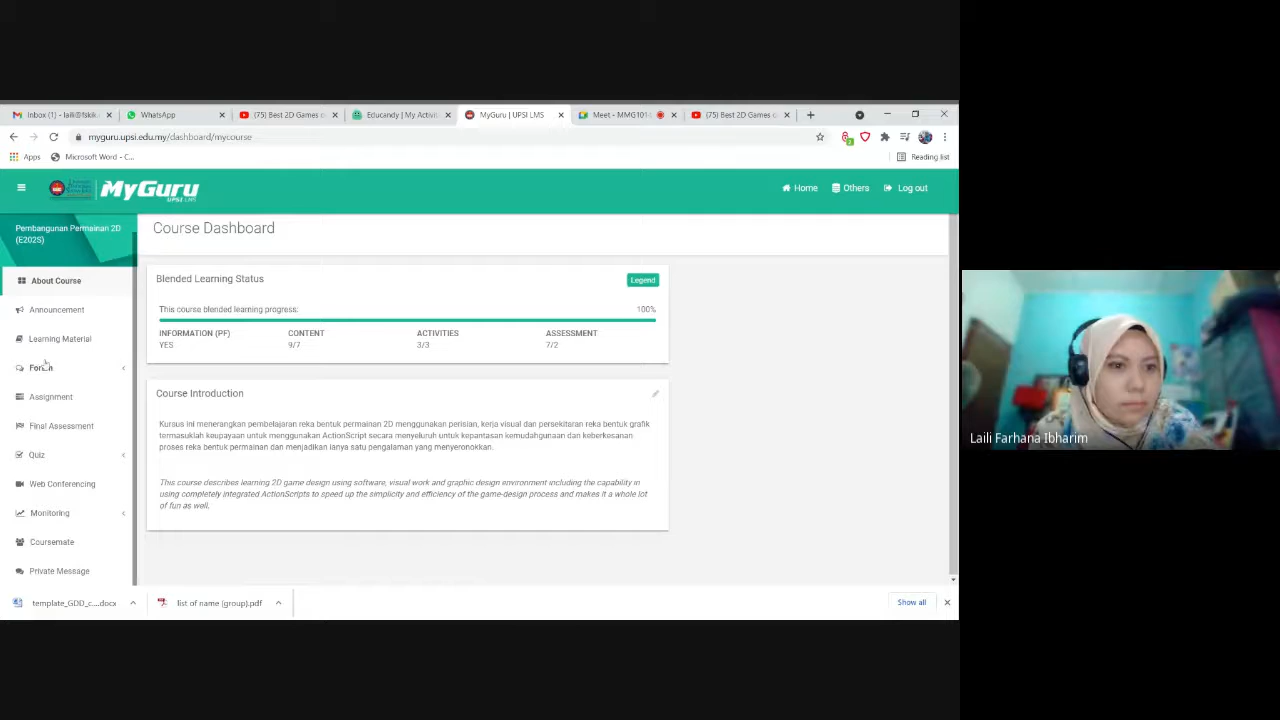 Inbox (1) - laili@fskik.
WhatsApp
(75) Best 2D Games o
Educandy | My Activiti
MyGuru | UPSI LMS
Meet - MMG101
(75) Best 2D Games o
myguru.upsi.edu.my/dashboard/mycourse
Apps
Microsoft Word - C...
Reading list
MyGuru
UPSI LMS
Home
Others
Log out
Pembangunan Permainan 2D
(E202S)
About Course
Announcement
Learning Material
Forum
Assignment
Final Assessment
Quiz
Web Conferencing
Monitoring
Coursemate
Private Message
Course Dashboard
Blended Learning Status
Legend
This course blended learning progress:
100%
INFORMATION (PF) CONTENT ACTIVITIES ASSESSMENT
YES 9/7 3/3 7/2
Course Introduction
Kursus ini menerangkan pembelajaran reka bentuk permainan 2D menggunakan perisian, kerja visual dan persekitaran reka bentuk grafik
termasuklah keupayaan untuk menggunakan ActionScript secara menyeluruh untuk kepantasan kemudahgunaan dan keberkesanan
proses reka bentuk permainan dan menjadikan ianya satu pengalaman yang menyeronokkan.
This course describes learning 2D game design using software, visual work and graphic design environment including the capability in
using completely integrated ActionScripts to speed up the simplicity and efficiency of the game-design process and makes it a whole lot
of fun as well.
template_GDD_c....docx
list of name (group).pdf
Show all
Laili Farhana Ibharim